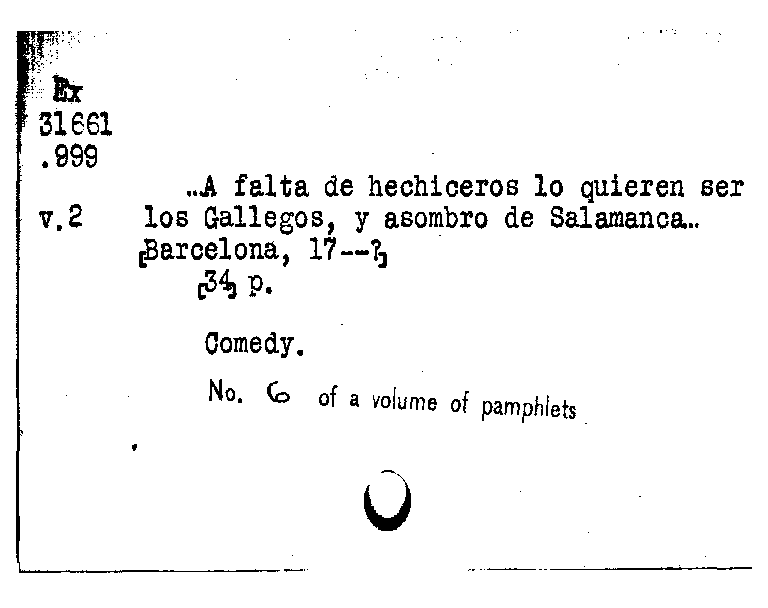 Ex
31661
.999
...A falta de hechiceros lo quieren ser
v.2 los Gallegos, y asombro de Salamanca...
[Barcelona, 17--?]
[34] p.
Comedy.
No. 6 of a volume of pamphlets